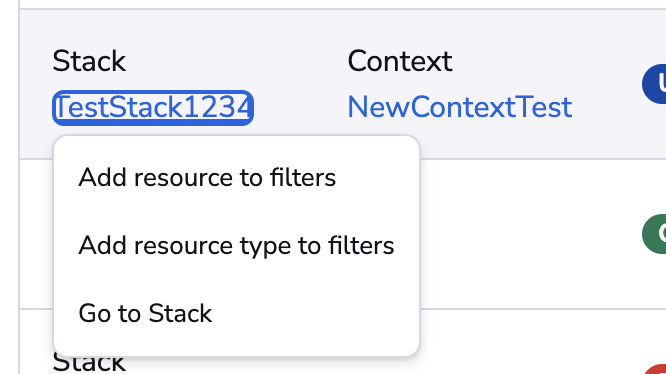 Stack
Context
TestStack1234
NewContextTest
Add resource to filters
Add resource type to filters
Go to Stack
Stack